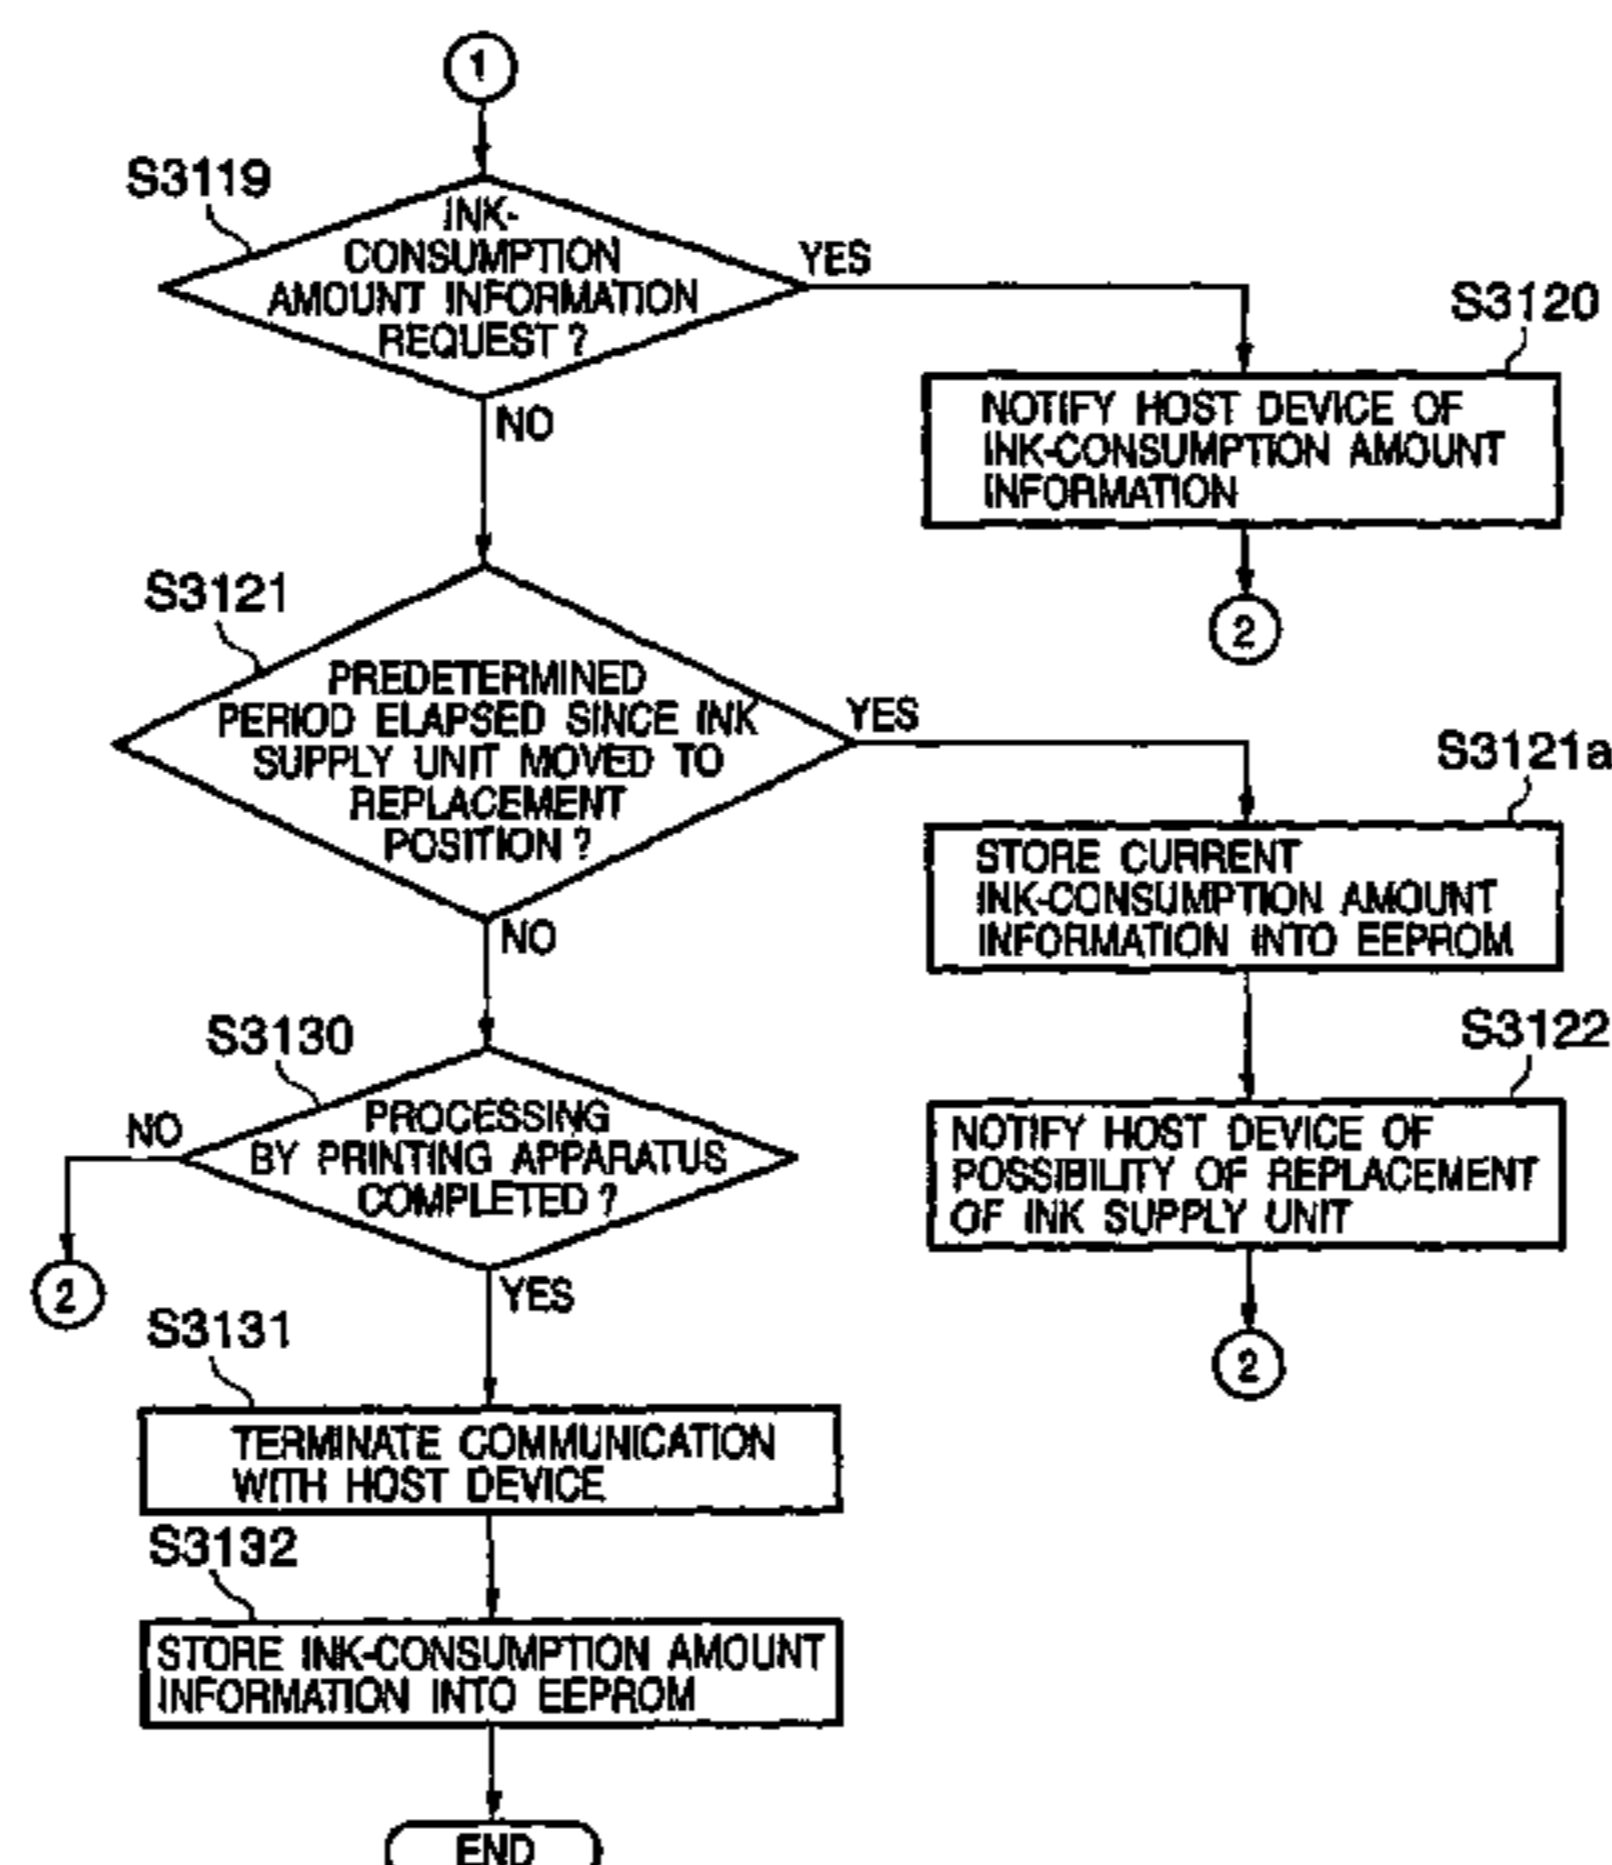 1
S3119
INK-
CONSUMPTION
AMOUNT INFORMATION
REQUEST ?
YES
NO
S3120
NOTIFY HOST DEVICE OF
INK-CONSUMPTION AMOUNT
INFORMATION
2
S3121
PREDETERMINED
PERIOD ELAPSED SINCE INK
SUPPLY UNIT MOVED TO
REPLACEMENT
POSITION ?
YES
NO
S3121a
STORE CURRENT
INK-CONSUMPTION AMOUNT
INFORMATION INTO EEPROM
S3122
NOTIFY HOST DEVICE OF
POSSIBILITY OF REPLACEMENT
OF INK SUPPLY UNIT
2
S3130
PROCESSING
BY PRINTING APPARATUS
COMPLETED ?
NO
2
YES
S3131
TERMINATE COMMUNICATION
WITH HOST DEVICE
S3132
STORE INK-CONSUMPTION AMOUNT
INFORMATION INTO EEPROM
END